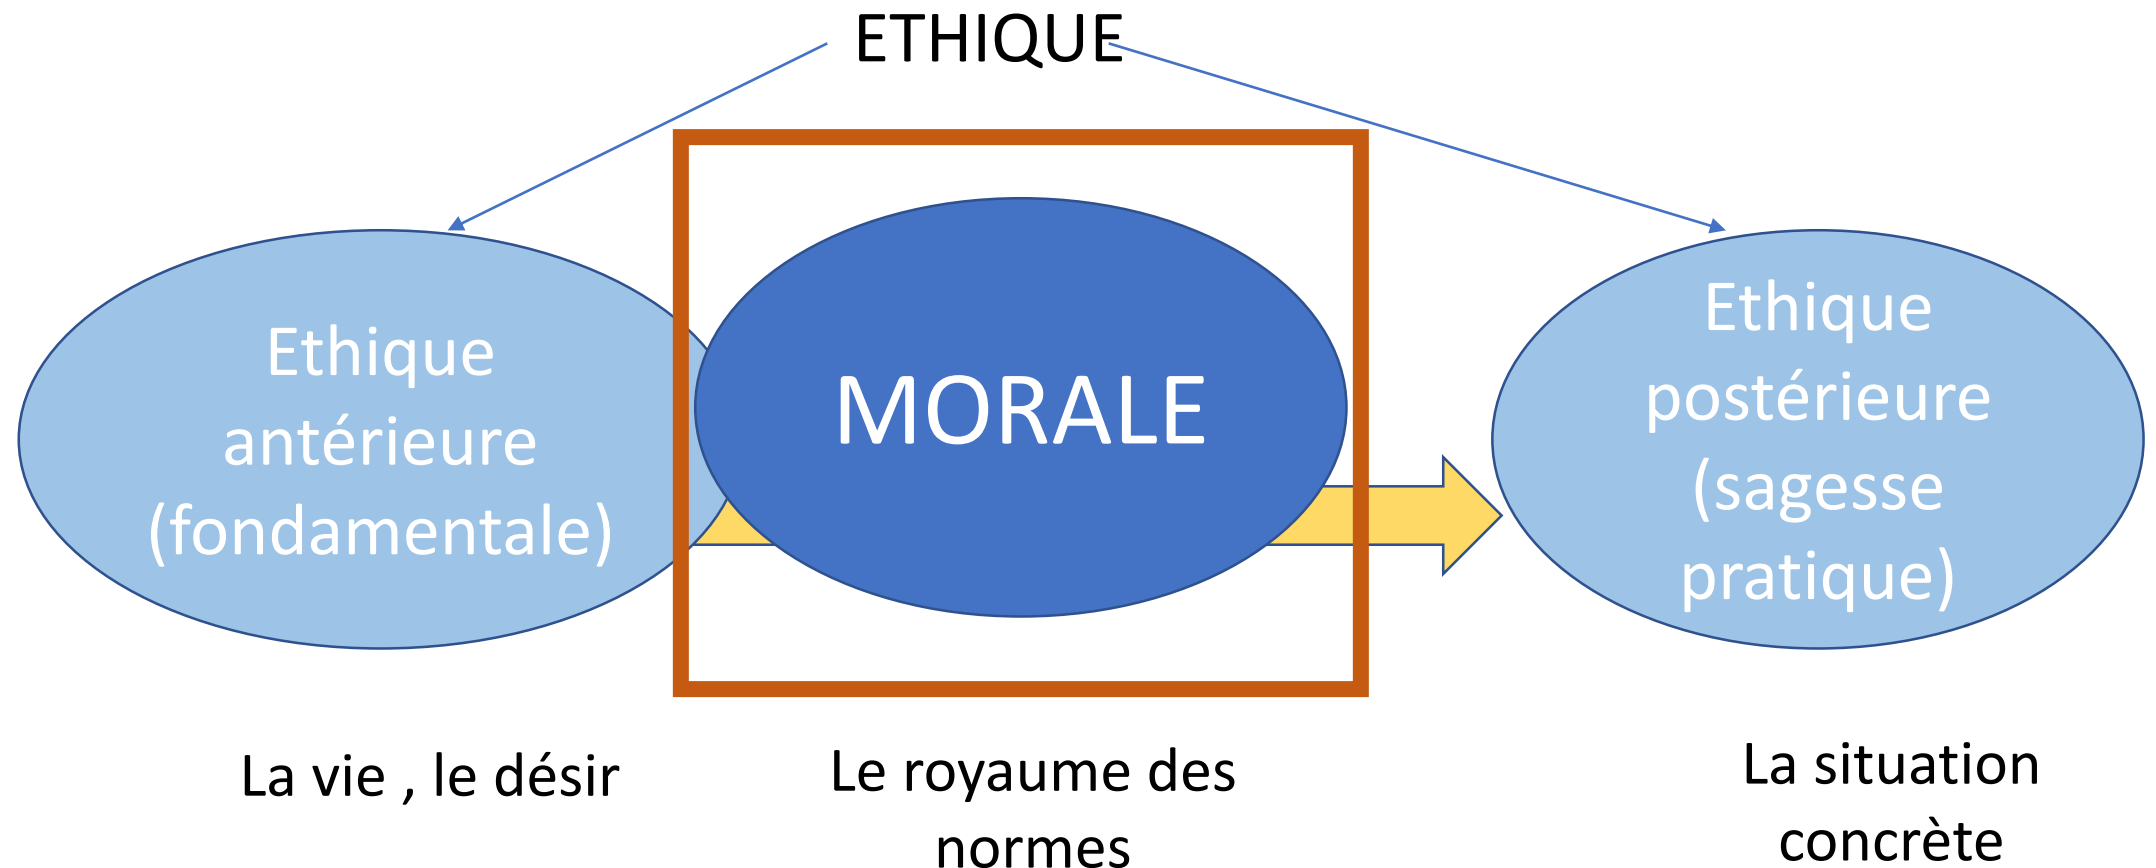 ETHIQUE
Ethique
antérieure
(fondamentale)
MORALE
Ethique
postérieure
(sagesse
pratique)
La vie , le désir
Le royaume des
normes
La situation
concrète